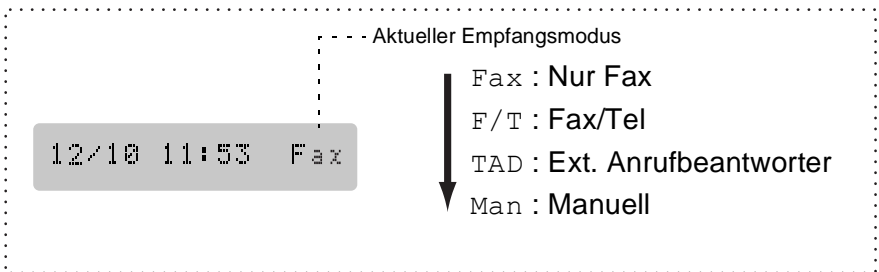 Aktueller Empfangsmodus
Fax : Nur Fax
F/T : Fax/Tel
12/10 11:53 Fax
TAD : Ext. Anrufbeantworter
Man : Manuell